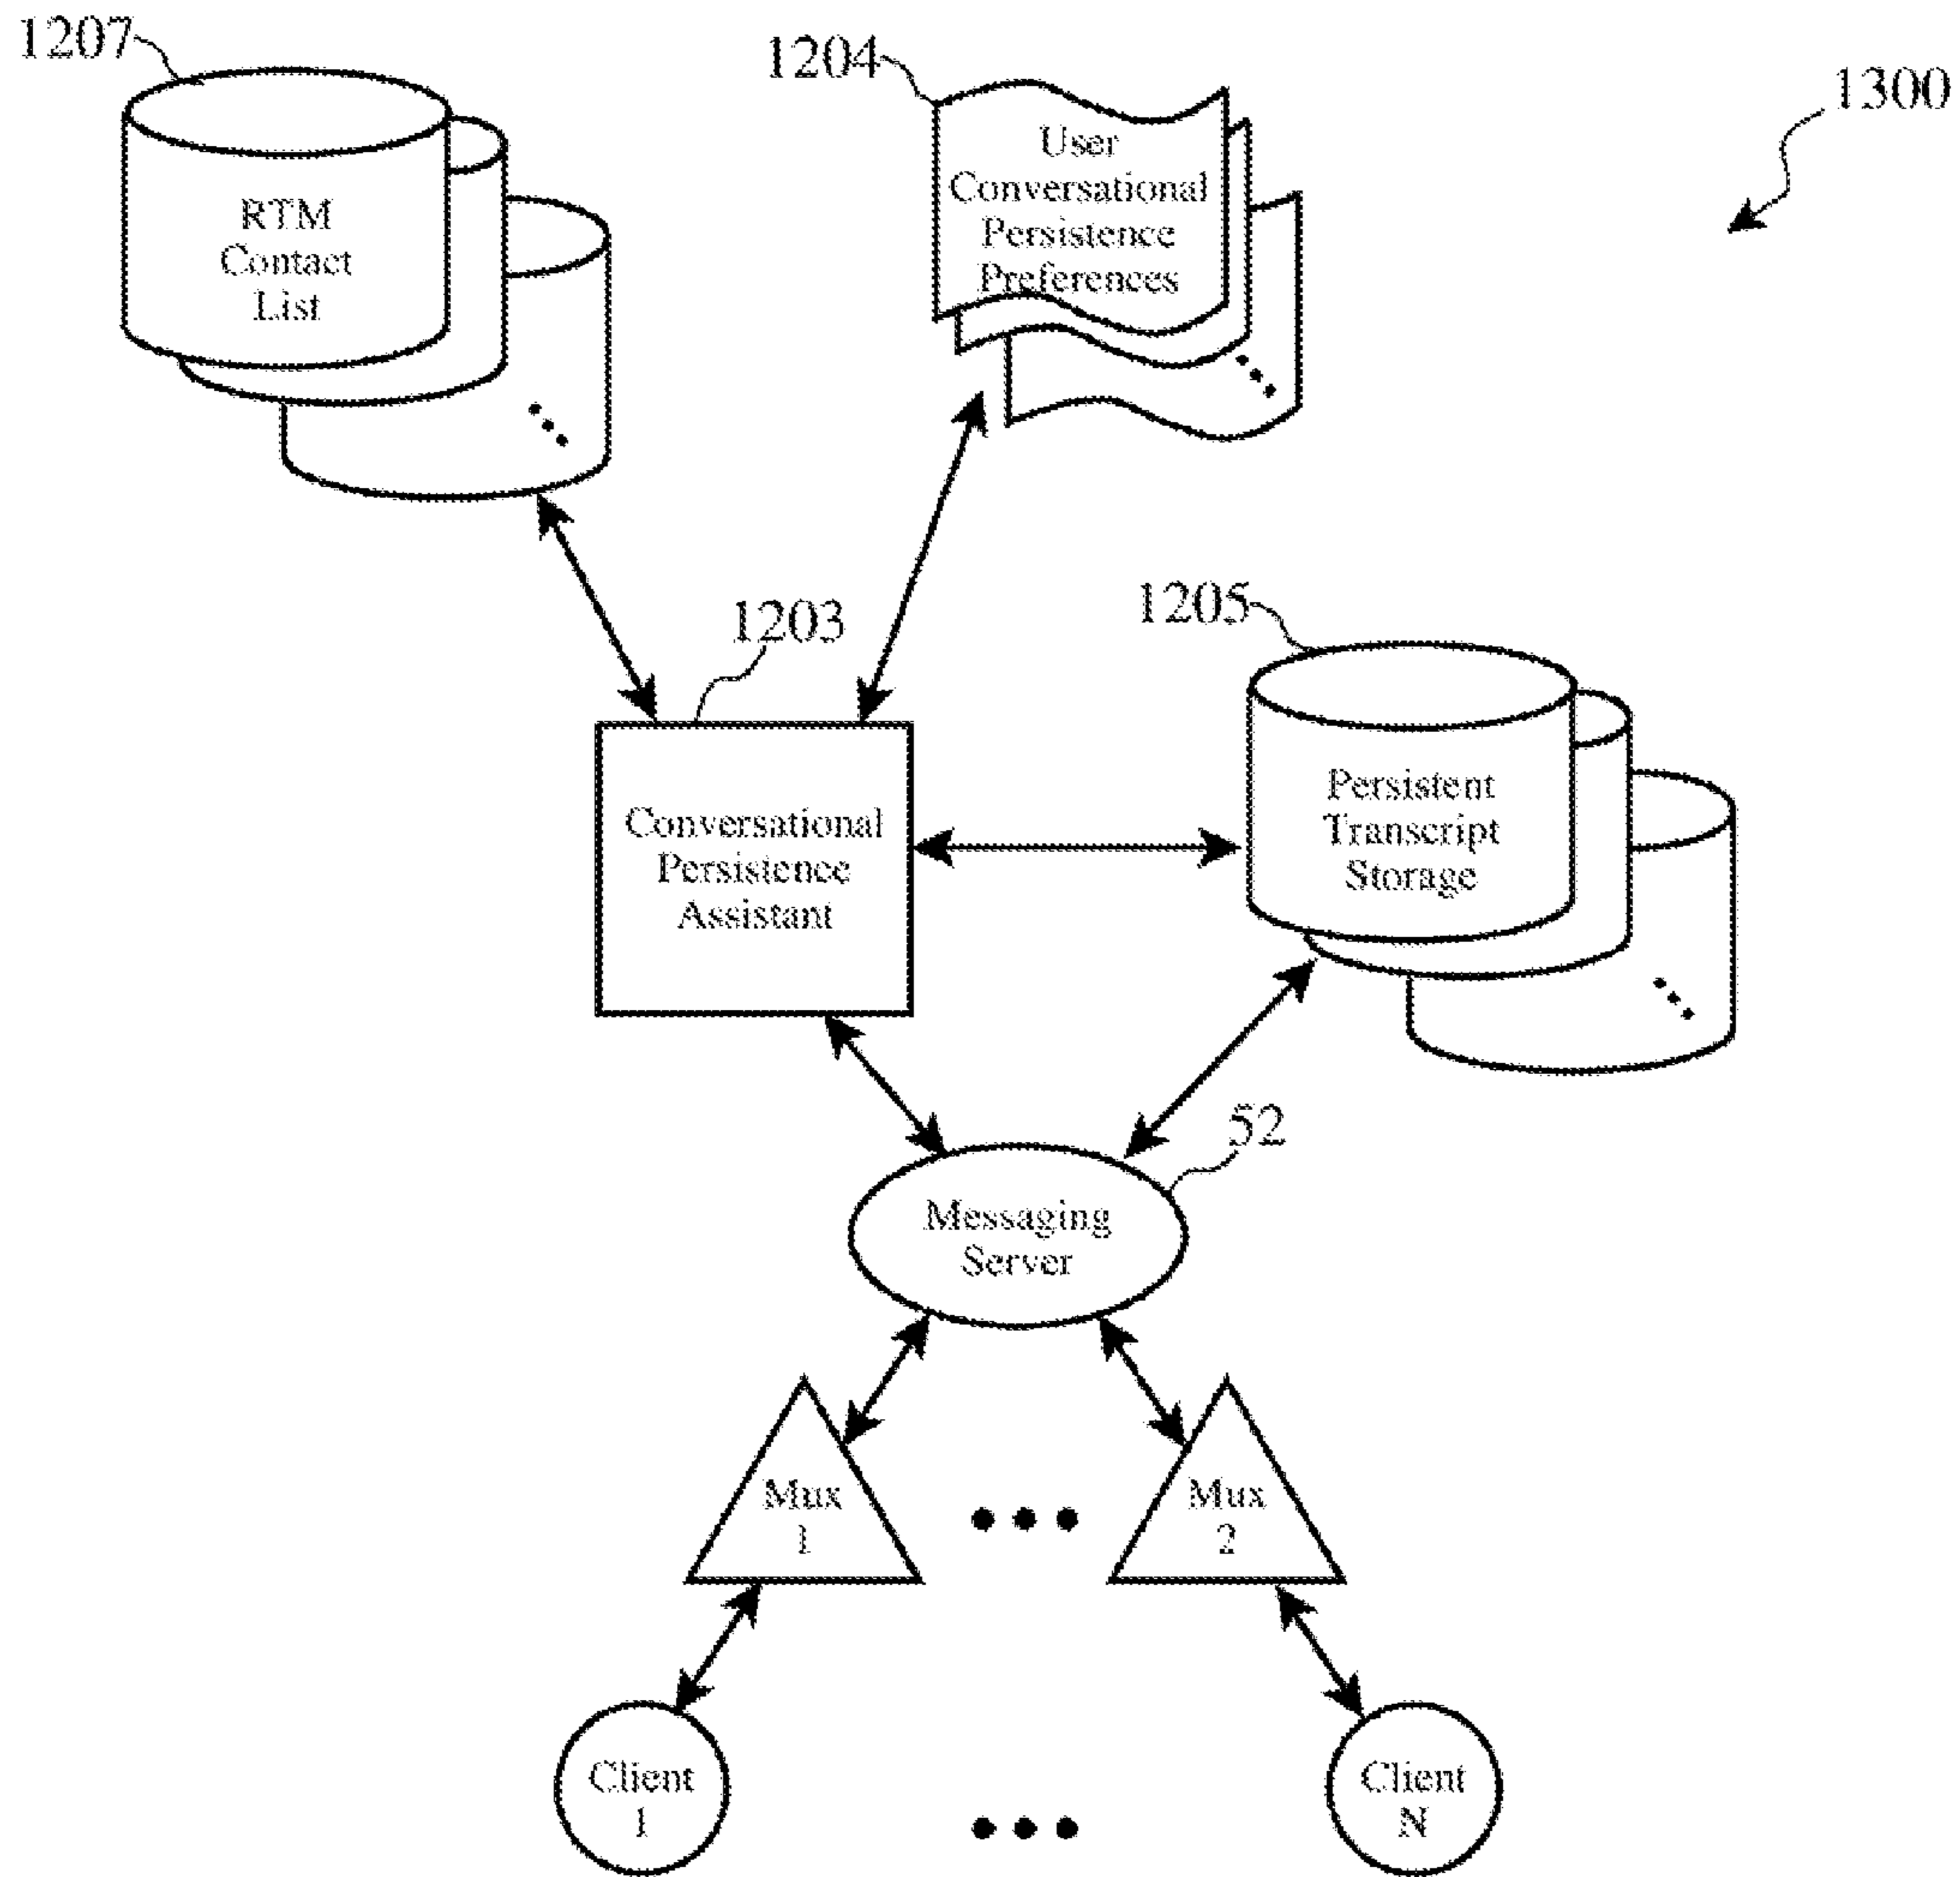 1207
1204
1300
User
Conversational
Persistence
Preferences
RTM
Contact
List
1203
1205
Conversational
Persistence
Assistant
Persistent
Transcript
Storage
52
Messaging
Server
Mux
1
Mux
2
Client
1
Client
N